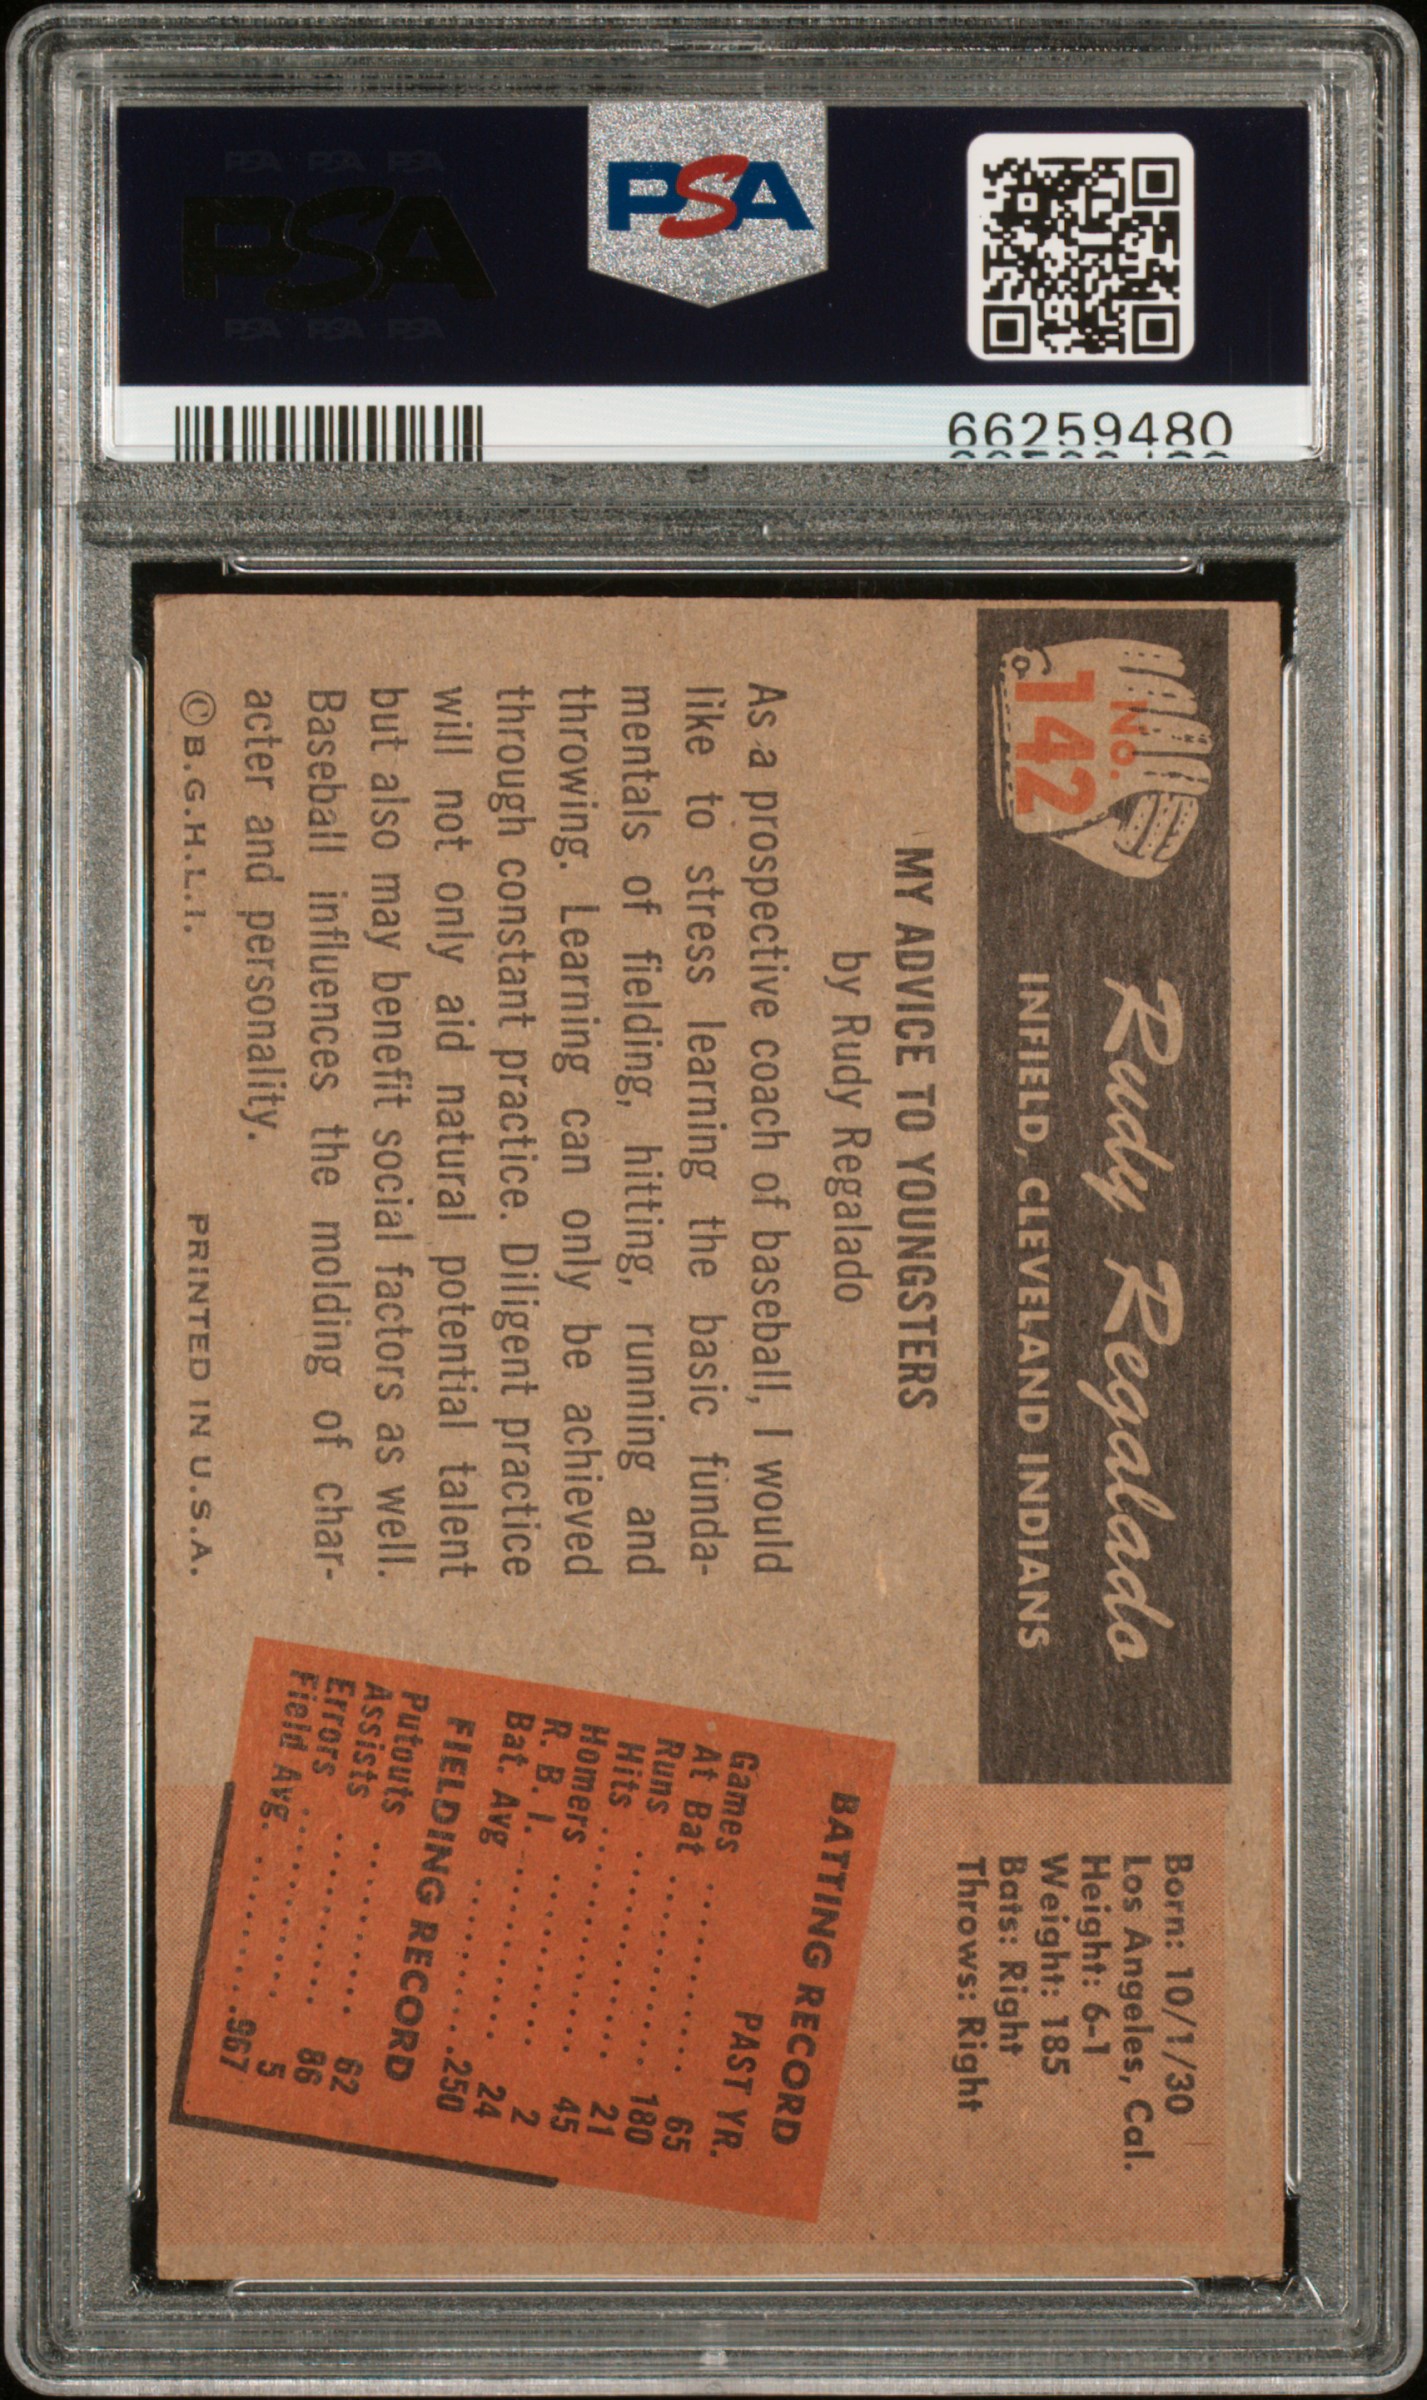 PSA PSA PSA
PSA
PSA PSA PSA
PSA
66259480
No.
142
Rudy Regalado
INFIELD, CLEVELAND INDIANS
Born: 10/1/30
Los Angeles, Cal.
Height: 6-1
Weight: 185
Bats: Right
Throws: Right
MY ADVICE TO YOUNGSTERS
by Rudy Regalado
As a prospective coach of baseball, I would
like to stress learning the basic funda-
mentals of fielding, hitting, running and
throwing. Learning can only be achieved
through constant practice. Diligent practice
will not only aid natural potential talent
but also may benefit social factors as well.
Baseball influences the molding of char-
acter and personality.
© B.G.H.L.I. PRINTED IN U.S.A.
BATTING RECORD
PAST YR.
Games .......... 65
At Bat .......... 180
Runs .......... 21
Hits .......... 45
Homers .......... 2
R. B. I. .......... 24
Bat. Avg .......... .250
FIELDING RECORD
Putouts .......... 62
Assists .......... 86
Errors .......... 5
Field Avg. .......... .967